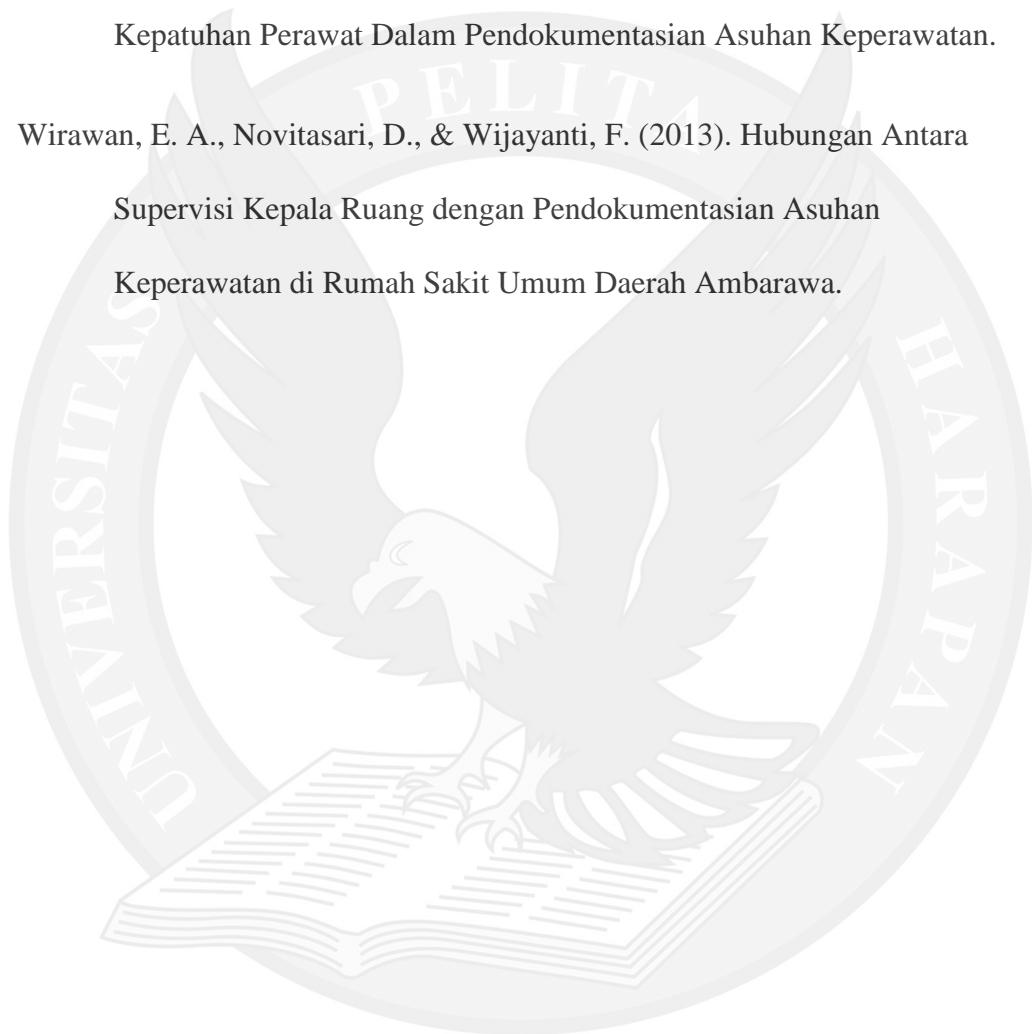 Kepatuhan Perawat Dalam Pendokumentasian Asuhan Keperawatan.
Wirawan, E. A., Novitasari, D., & Wijayanti, F. (2013). Hubungan Antara
Supervisi Kepala Ruang dengan Pendokumentasian Asuhan
Keperawatan di Rumah Sakit Umum Daerah Ambarawa.
UNIVERSITAS PELITA HARAPAN